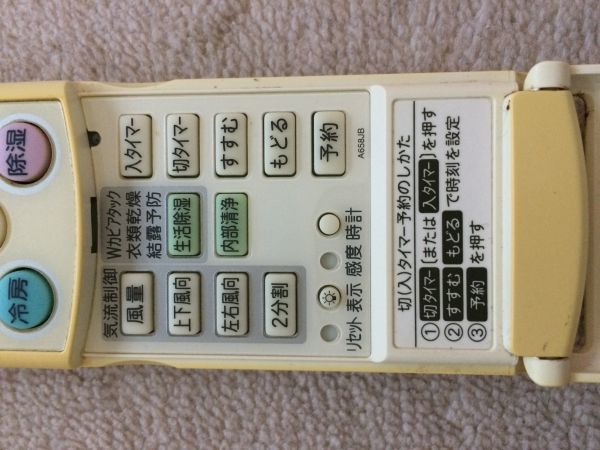 冷房
除湿
気流制御
風量
上下風向
左右風向
2分割
Wカビアタック
衣類乾燥
結露予防
生活除湿
内部清浄
入タイマー
切タイマー
すすむ
もどる
予約
リセット 表示 感度 時計
A658JB
切(入)タイマー予約のしかた
①切タイマー(または入タイマー)を押す
②すすむ もどる で時刻を設定
③予約 を押す